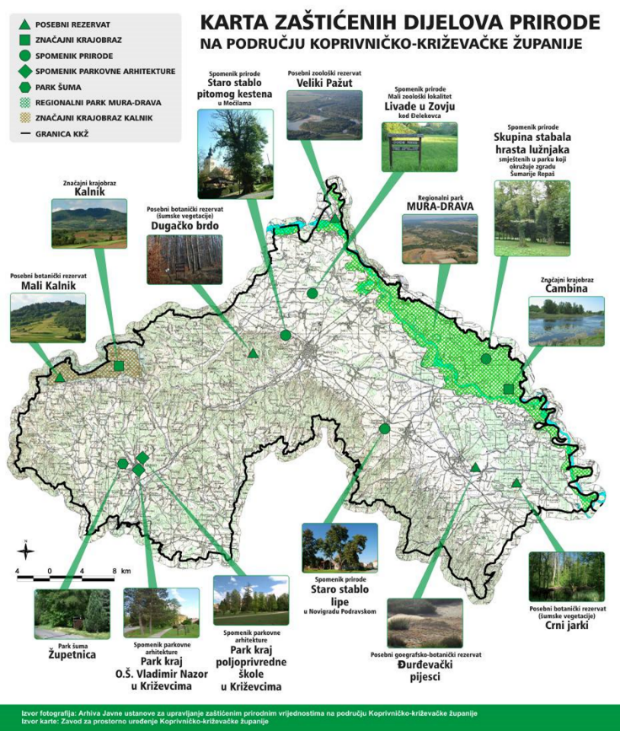 KARTA ZAŠTIĆENIH DIJELOVA PRIRODE
NA PODRUČJU KOPRIVNIČKO-KRIŽEVAČKE ŽUPANIJE
POSEBNI REZERVAT
ZNAČAJNI KRAJOBRAZ
SPOMENIK PRIRODE
SPOMENIK PARKOVNE ARHITEKTURE
PARK ŠUMA
REGIONALNI PARK MURA-DRAVA
ZNAČAJNI KRAJOBRAZ KALNIK
GRANICA KKŽ
Spomenik prirode
Staro stablo
pitomog kestena
u Močilama
Posebni zoološki rezervat
Veliki Pažut
Spomenik prirode
Mali zoološki lokalitet
Livade u Zovju
kod Đelekovca
Spomenik prirode
Skupina stabala
hrasta lužnjaka
smještenih u parku koji
okružuje zgradu
Šumarije Repaš
Značajni krajobraz
Kalnik
Posebni botanički rezervat
(šumske vegetacije)
Dugačko brdo
Regionalni park
MURA-DRAVA
Posebni botanički rezervat
Mali Kalnik
Značajni krajobraz
Čambina
4 0 4 8 km
Park šuma
Župetnica
Spomenik parkovne
arhitekture
Park kraj
O.Š. Vladimir Nazor
u Križevcima
Spomenik parkovne
arhitekture
Park kraj
poljoprivredne
škole
u Križevcima
Spomenik prirode
Staro stablo
lipe
u Novigradu Podravskom
Posebni geografsko-botanički rezervat
Đurđevački
pijesci
Posebni botanički rezervat
(šumske vegetacije)
Crni jarki
Izvor fotografija: Arhiva Javne ustanove za upravljanje zaštićenim prirodnim vrijednostima na području Koprivničko-križevačke županije
Izvor karte: Zavod za prostorno uređenje Koprivničko-križevačke županije